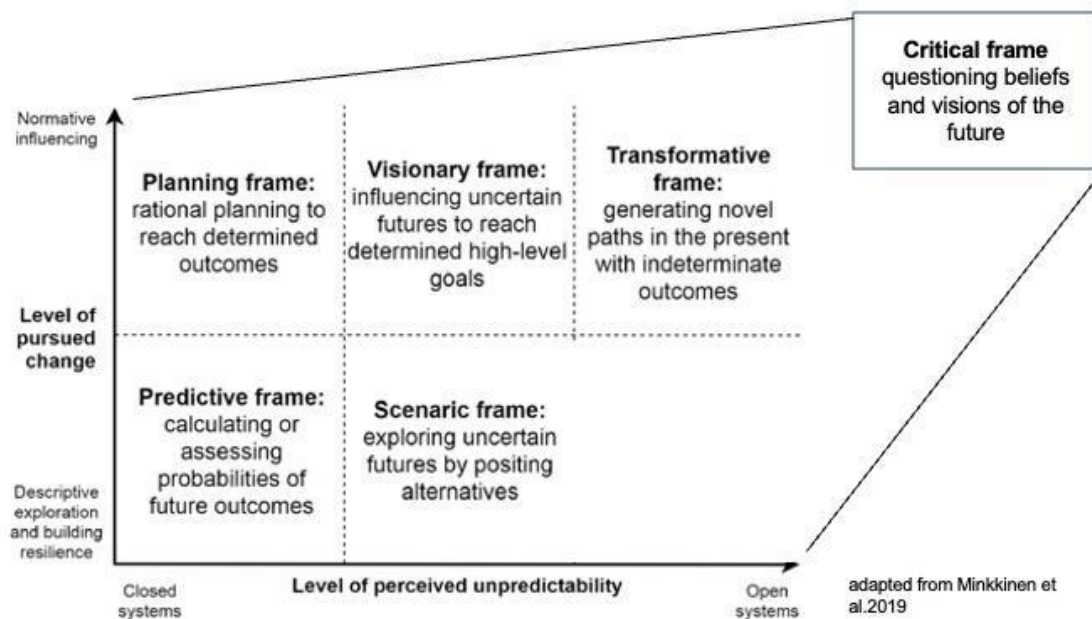 Critical frame
questioning beliefs
and visions of the
future
Normative
influencing
Planning frame:
rational planning to
reach determined
outcomes
Visionary frame:
influencing uncertain
futures to reach
determined high-level
goals
Transformative
frame:
generating novel
paths in the present
with indeterminate
outcomes
Level of
pursued
change
Predictive frame:
calculating or
assessing
probabilities of
future outcomes
Scenaric frame:
exploring uncertain
futures by positing
alternatives
Descriptive
exploration
and building
resilience
Closed
systems
Level of perceived unpredictability
Open
systems
adapted from Minkkinen et
al.2019